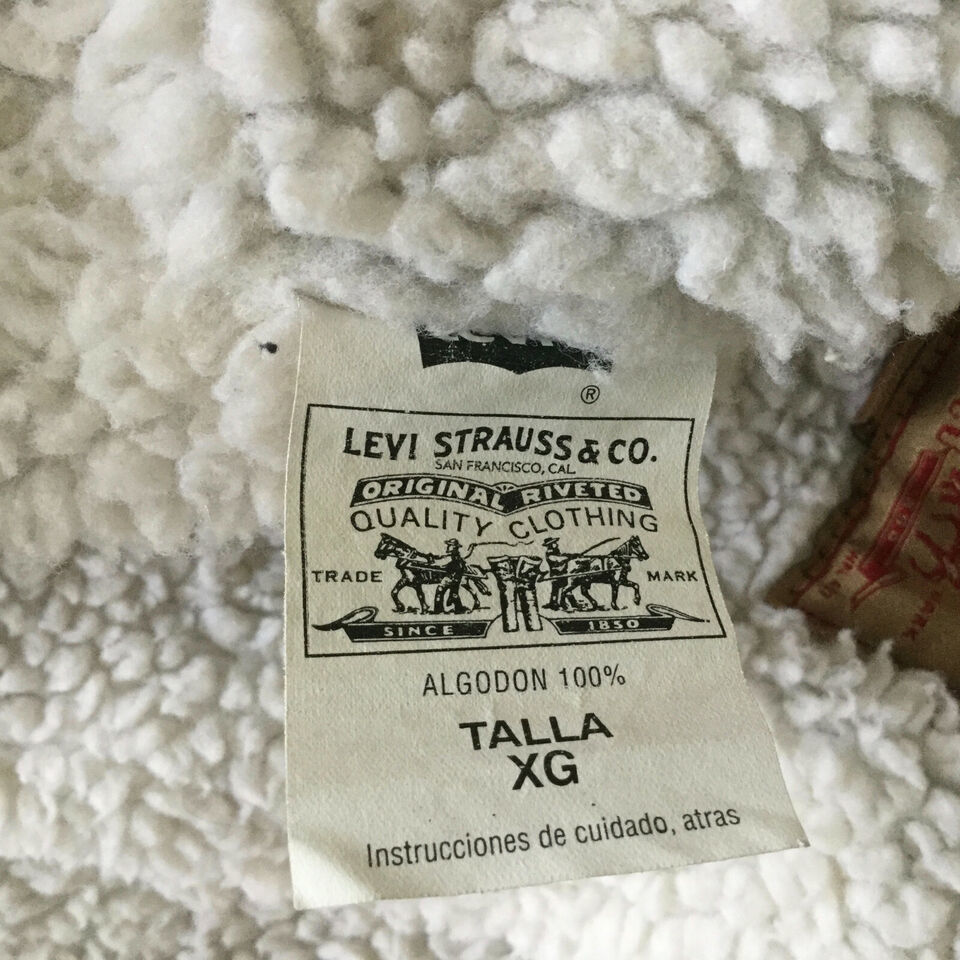 ®
LEVI STRAUSS & CO.
SAN FRANCISCO, CAL.
ORIGINAL RIVETED
QUALITY CLOTHING
TRADE MARK
SINCE 1850
ALGODON 100%
TALLA
XG
Instrucciones de cuidado, atras